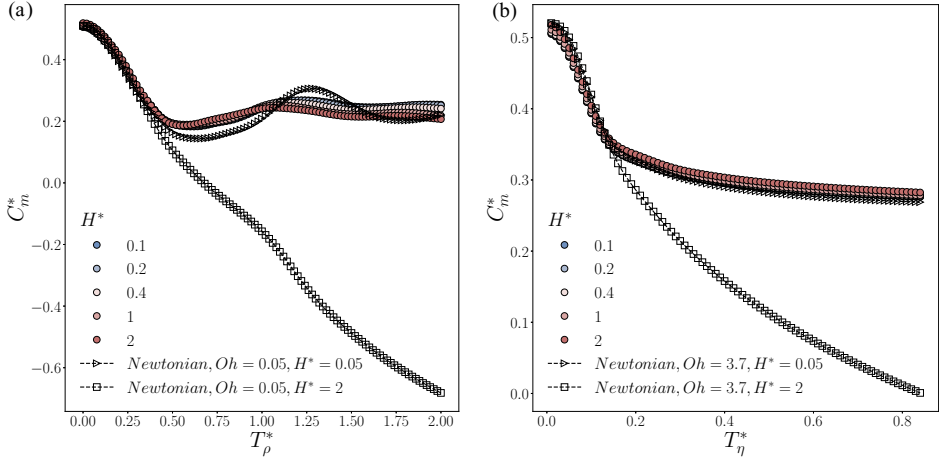 (a)
0.4
0.2
0.0
−0.2
−0.4
−0.6
C*m
H*
0.1
0.2
0.4
1
2
Newtonian, Oh = 0.05, H* = 0.05
Newtonian, Oh = 0.05, H* = 2
0.00 0.25 0.50 0.75 1.00 1.25 1.50 1.75 2.00
T*ρ
(b)
0.5
0.4
0.3
0.2
0.1
0.0
C*m
H*
0.1
0.2
0.4
1
2
Newtonian, Oh = 3.7, H* = 0.05
Newtonian, Oh = 3.7, H* = 2
0.0 0.2 0.4 0.6 0.8
T*η